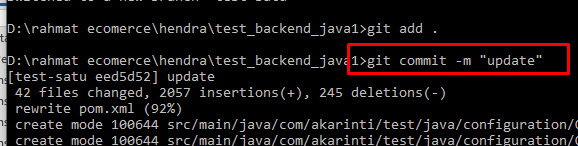 D:\rahmat ecomerce\hendra\test_backend_java1>git add .
D:\rahmat ecomerce\hendra\test_backend_java1>git commit -m "update"
[test-satu eed5d52] update
42 files changed, 2057 insertions(+), 245 deletions(-)
rewrite pom.xml (92%)
create mode 100644 src/main/java/com/akarinti/test/java/configuration/
create mode 100644 src/main/java/com/akarinti/test/java/configuration/